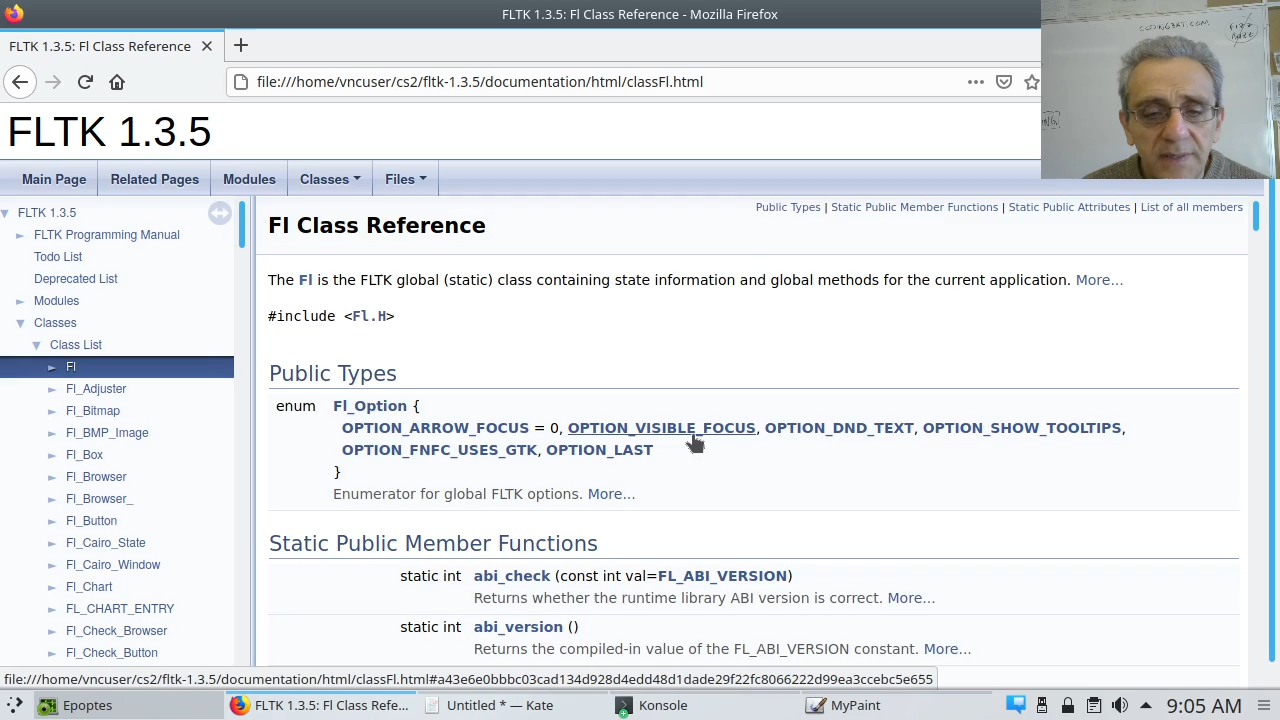 FLTK 1.3.5: Fl Class Reference - Mozilla Firefox
FLTK 1.3.5: Fl Class Reference
file:///home/vncuser/cs2/fltk-1.3.5/documentation/html/classFl.html
CODINGBAT.COM
FLTK 1.3.5
Main Page
Related Pages
Modules
Classes
Files
FLTK 1.3.5
FLTK Programming Manual
Todo List
Deprecated List
Modules
Classes
Class List
Fl
Fl_Adjuster
Fl_Bitmap
Fl_BMP_Image
Fl_Box
Fl_Browser
Fl_Browser_
Fl_Button
Fl_Cairo_State
Fl_Cairo_Window
Fl_Chart
FL_CHART_ENTRY
Fl_Check_Browser
Fl_Check_Button
Public Types | Static Public Member Functions | Static Public Attributes | List of all members
Fl Class Reference
The Fl is the FLTK global (static) class containing state information and global methods for the current application. More...
#include <Fl.H>
Public Types
enum Fl_Option {
OPTION_ARROW_FOCUS = 0, OPTION_VISIBLE_FOCUS, OPTION_DND_TEXT, OPTION_SHOW_TOOLTIPS,
OPTION_FNFC_USES_GTK, OPTION_LAST
}
Enumerator for global FLTK options. More...
Static Public Member Functions
static int abi_check (const int val=FL_ABI_VERSION)
Returns whether the runtime library ABI version is correct. More...
static int abi_version ()
Returns the compiled-in value of the FL_ABI_VERSION constant. More...
file:///home/vncuser/cs2/fltk-1.3.5/documentation/html/classFl.html#a43e6e0bbbc03cad134d928d4edd48d1dade29f22fc8066222d99ea3ccebc5e655
Epoptes
FLTK 1.3.5: Fl Class Refe...
Untitled * — Kate
Konsole
MyPaint
9:05 AM